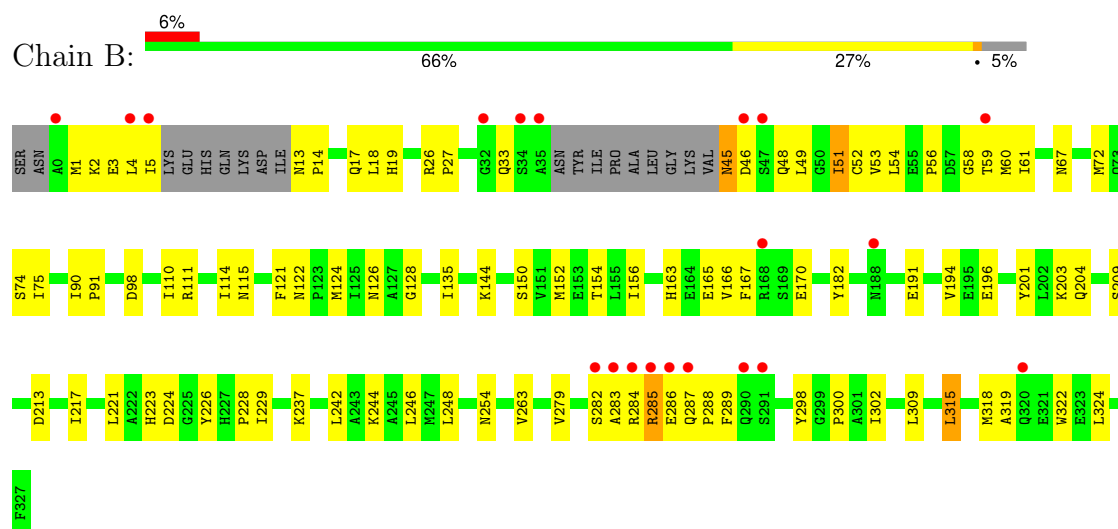 6%
Chain B:
66% 27% • 5%
SER ASN A0 M1 K2 E3 L4 I5 LYS GLU HIS GLN LYS ASP ILE N13 P14 Q17 L18 H19 R26 P27 G32 Q33 S34 A35 ASN TYR ILE PRO ALA LEU GLY LYS VAL N45 D46 S47 Q48 L49 G50 I51 C52 V53 L54 E55 P56 D57 G58 T59 M60 I61 N67 M72 Q73
S74 I75 I90 P91 D98 I110 R111 I114 N115 F121 N122 P123 M124 I125 N126 A127 G128 I135 K144 S150 V151 M152 E153 T154 L155 I156 H163 E164 E165 V166 F167 R168 S169 E170 Y182 N188 E191 V194 E195 E196 Y201 L202 K203 Q204 S209
D213 I217 L221 A222 H223 D224 G225 Y226 H227 P228 I229 K237 L242 A243 K244 A245 L246 M247 L248 N254 V263 V279 S282 A283 R284 R285 E286 Q287 P288 F289 Q290 S291 Y298 G299 P300 A301 I302 L309 L315 M318 A319 Q320 E321 W322 E323 L324
F327